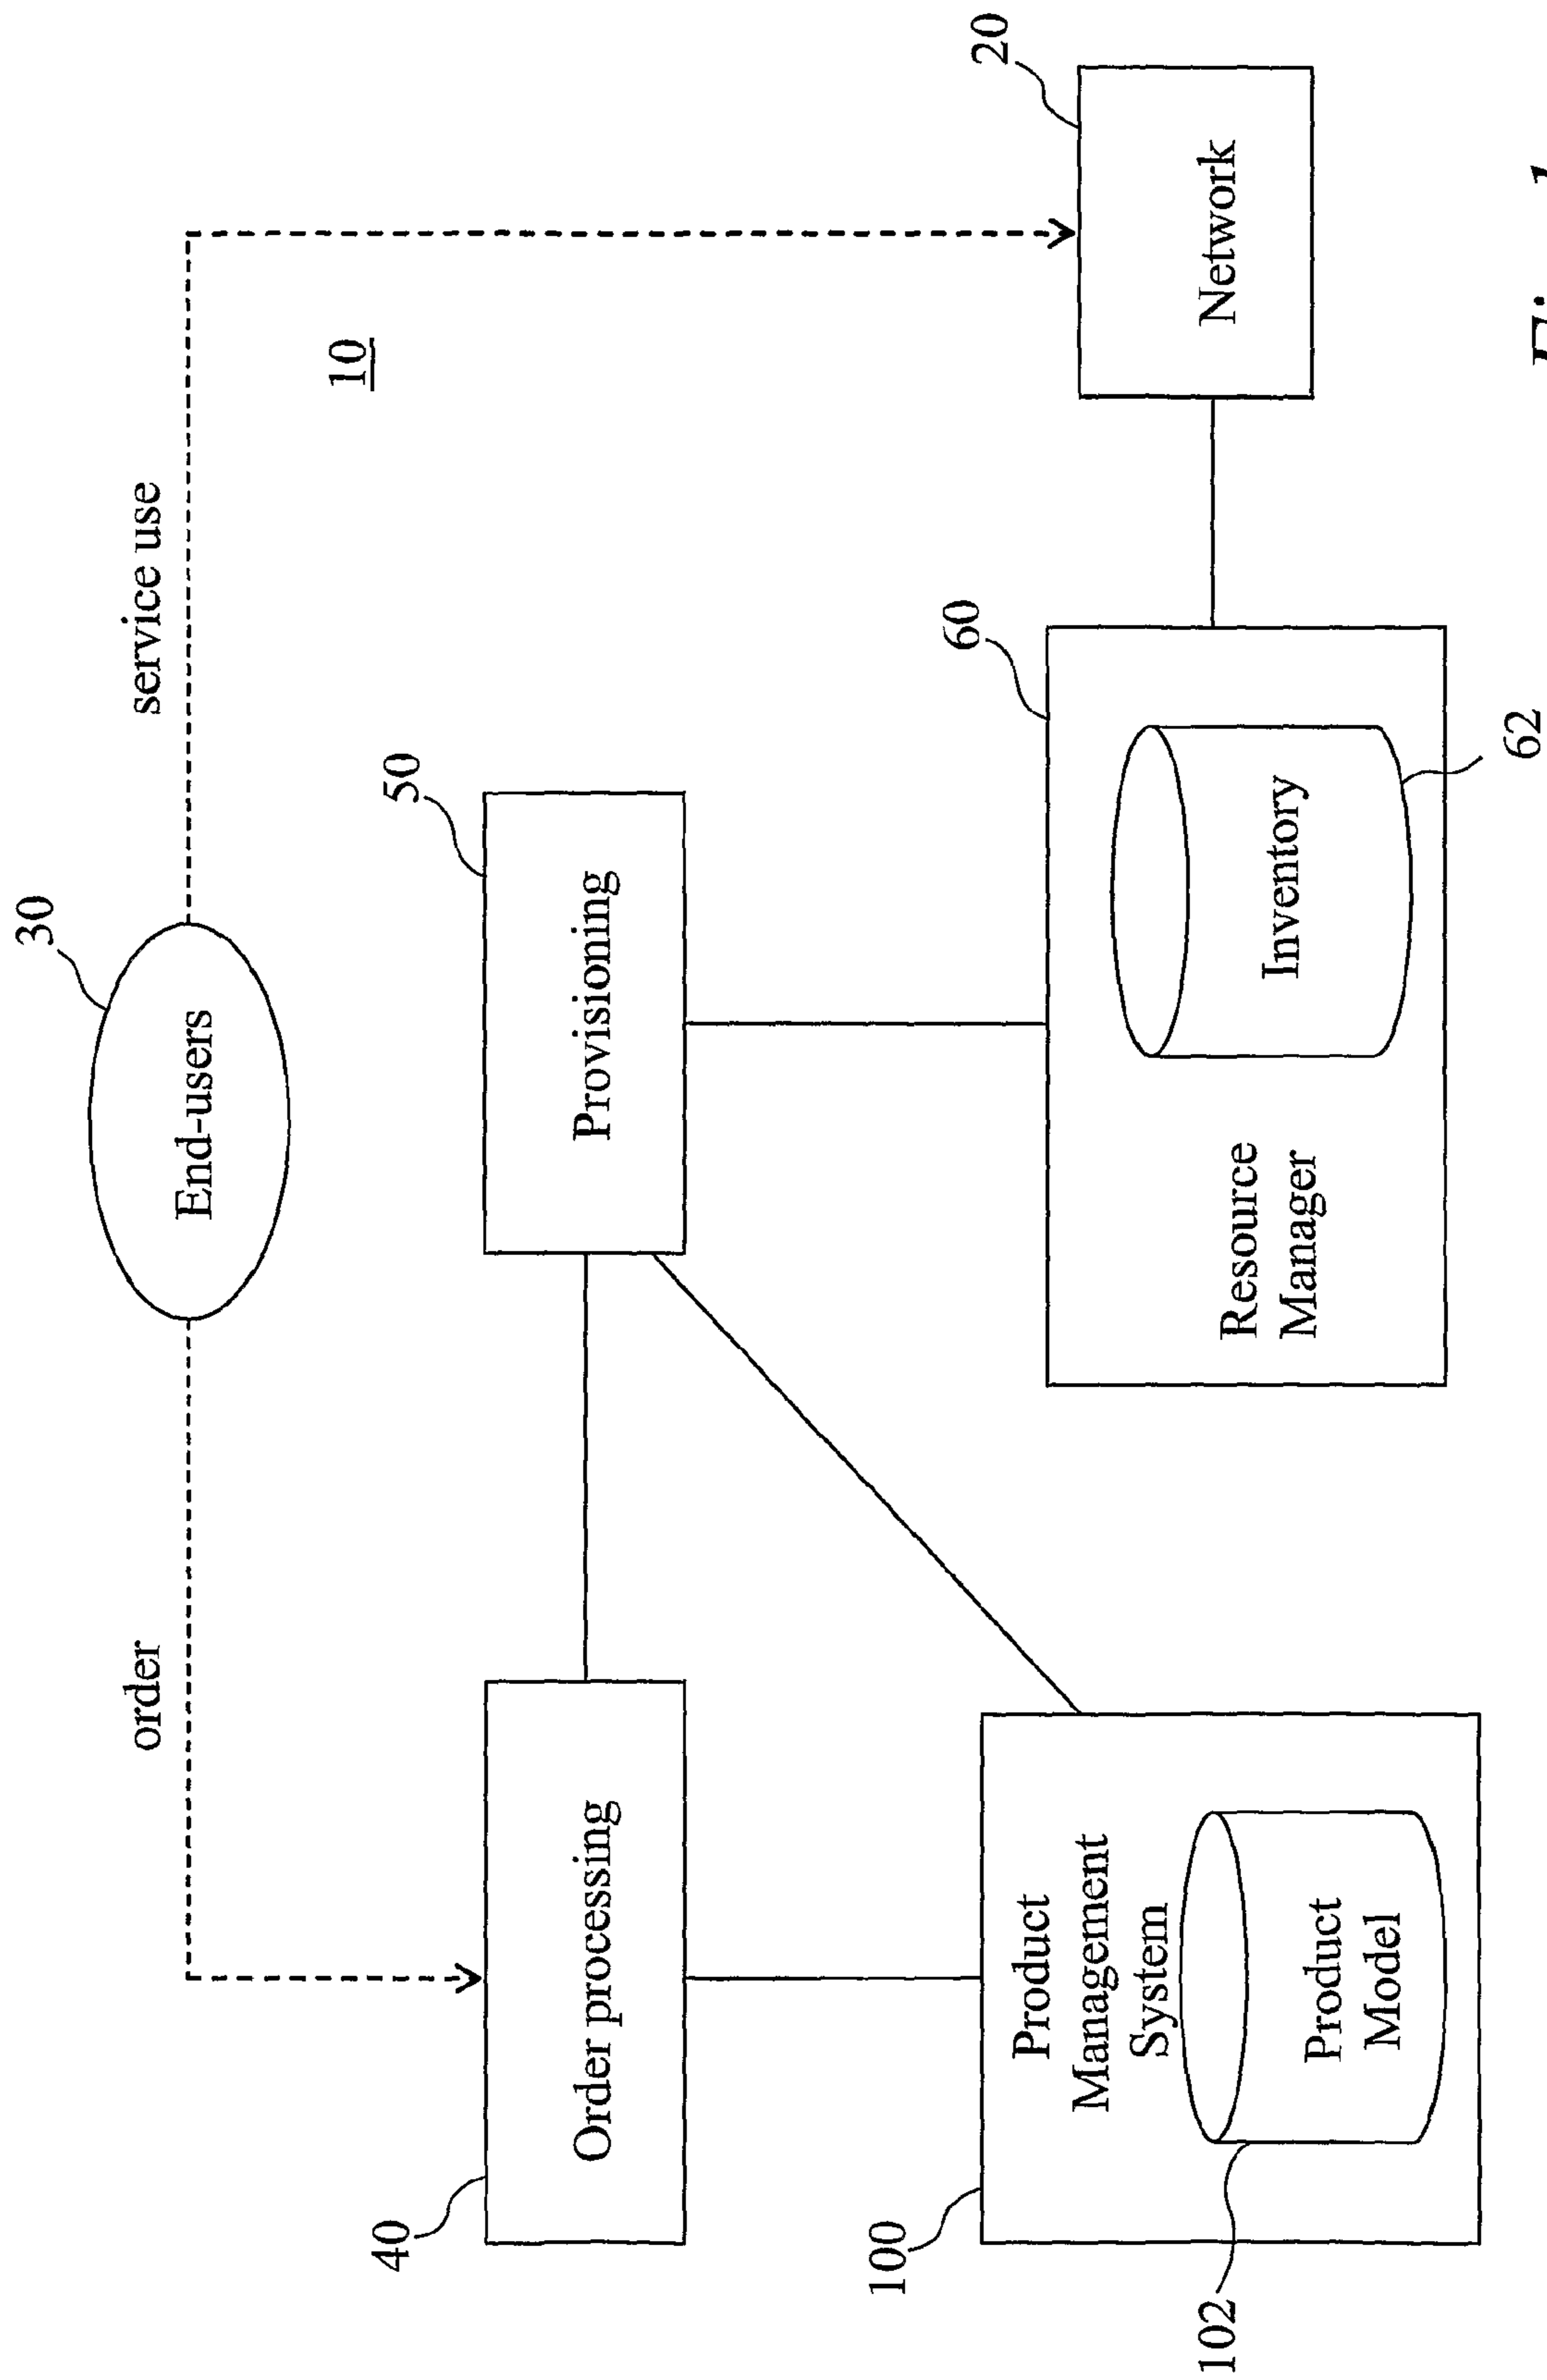 30
End-users
order
service use
10
40
Order processing
50
Provisioning
20
Network
100
Product
Management
System
102
Product
Model
60
Resource
Manager
Inventory
62